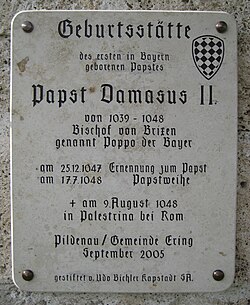 Geburtsstätte
des ersten in Bayern
geborenen Papstes
Papst Damasus II.
von 1039 - 1048
Bischof von Brixen
genannt Poppo der Bayer
am 25.12.1047 Ernennung zum Papst
am 17.7.1048 Papstweihe
+ am 9.August 1048
in Palestrina bei Rom
Pildenau / Gemeinde Ering
September 2005
gestiftet v. Udo Bichler Kapstadt SA.